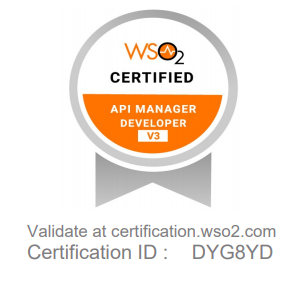 WSO2
CERTIFIED
API MANAGER
DEVELOPER
V3
Validate at certification.wso2.com
Certification ID : DYG8YD